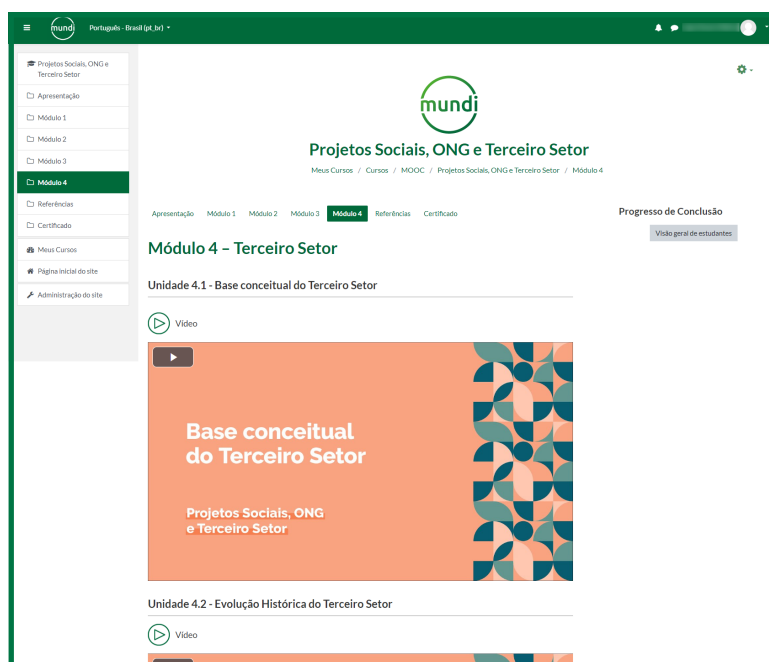 mundi
Português - Brasil (pt_br)
Projetos Sociais, ONG e
Terceiro Setor
Apresentação
Módulo 1
Módulo 2
Módulo 3
Módulo 4
Referências
Certificado
Meus Cursos
Página inicial do site
Administração do site
mundi
Projetos Sociais, ONG e Terceiro Setor
Meus Cursos / Cursos / MOOC / Projetos Sociais, ONG e Terceiro Setor / Módulo 4
Apresentação Módulo 1 Módulo 2 Módulo 3 Módulo 4 Referências Certificado
Progresso de Conclusão
Visão geral de estudantes
Módulo 4 – Terceiro Setor
Unidade 4.1 - Base conceitual do Terceiro Setor
Vídeo
Base conceitual
do Terceiro Setor
Projetos Sociais, ONG
e Terceiro Setor
Unidade 4.2 - Evolução Histórica do Terceiro Setor
Vídeo